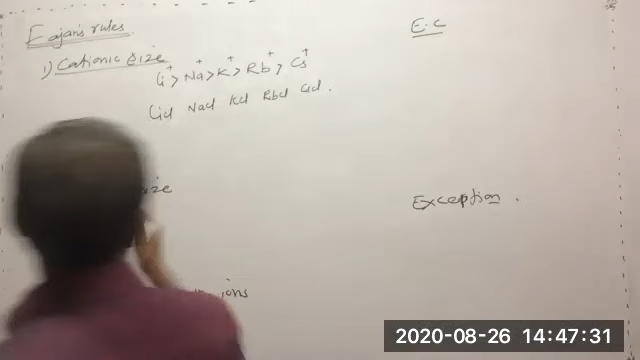 Fajan's rules
E.C
1) Cationic size
Li+ > Na+ > K+ > Rb+ > Cs+
LiCl NaCl KCl RbCl CsCl.
size
Exception.
ions
2020-08-26 14:47:31